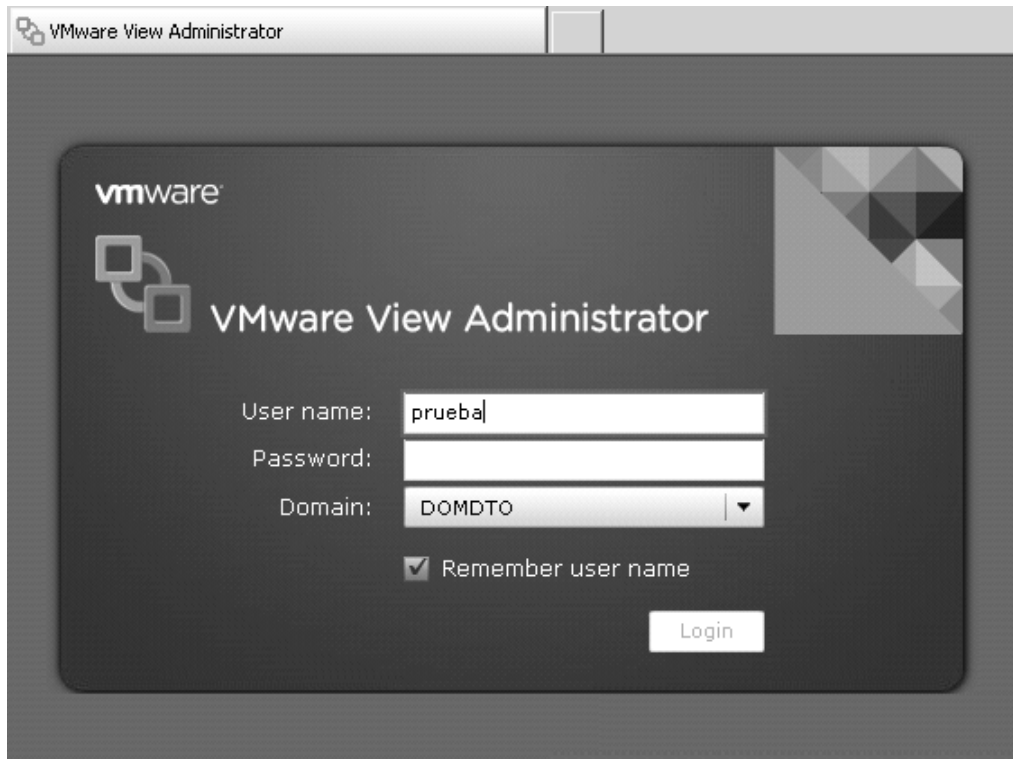 VMware View Administrator
vmware
VMware View Administrator
User name: prueba
Password:
Domain: DOMDTO
Remember user name
Login